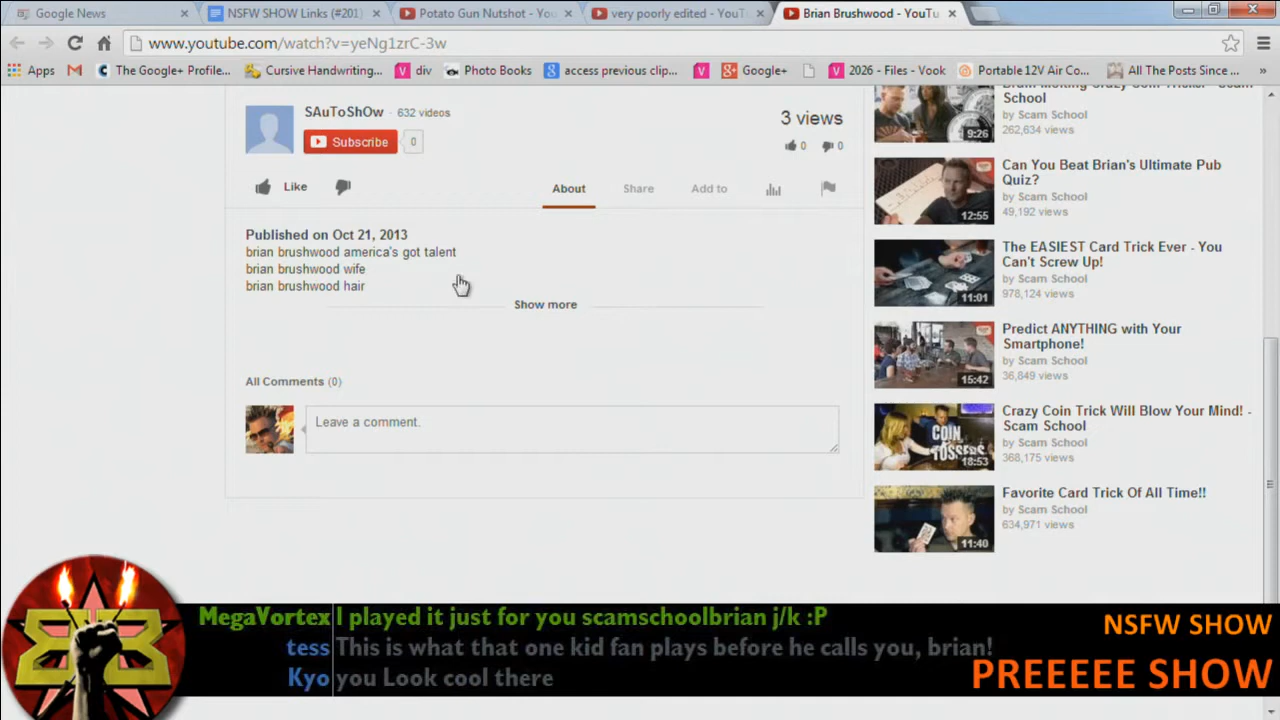 Google News
NSFW SHOW Links (#201)
Potato Gun Nutshot - You
very poorly edited - YouT
Brian Brushwood - YouTu
www.youtube.com/watch?v=yeNg1zrC-3w
Apps
The Google+ Profile...
Cursive Handwriting...
div
Photo Books
access previous clip...
Google+
2026 - Files - Vook
Portable 12V Air Co...
All The Posts Since ...
»
SAuToShOw · 632 videos
Subscribe 0
3 views
0 0
Like
About
Share
Add to
Published on Oct 21, 2013
brian brushwood america's got talent
brian brushwood wife
brian brushwood hair
Show more
All Comments (0)
Leave a comment.
Brain Melting Crazy Coin Tricks! - Scam
School
by Scam School
262,634 views
9:26
Can You Beat Brian's Ultimate Pub
Quiz?
by Scam School
49,192 views
12:55
The EASIEST Card Trick Ever - You
Can't Screw Up!
by Scam School
978,124 views
11:01
Predict ANYTHING with Your
Smartphone!
by Scam School
36,849 views
15:42
Crazy Coin Trick Will Blow Your Mind! -
Scam School
by Scam School
368,175 views
COIN
TOSSERS
18:53
Favorite Card Trick Of All Time!!
by Scam School
634,971 views
11:40
MegaVortex I played it just for you scamschoolbrian j/k :P
tess This is what that one kid fan plays before he calls you, brian!
Kyo you Look cool there
NSFW SHOW
PREEEEE SHOW
BB